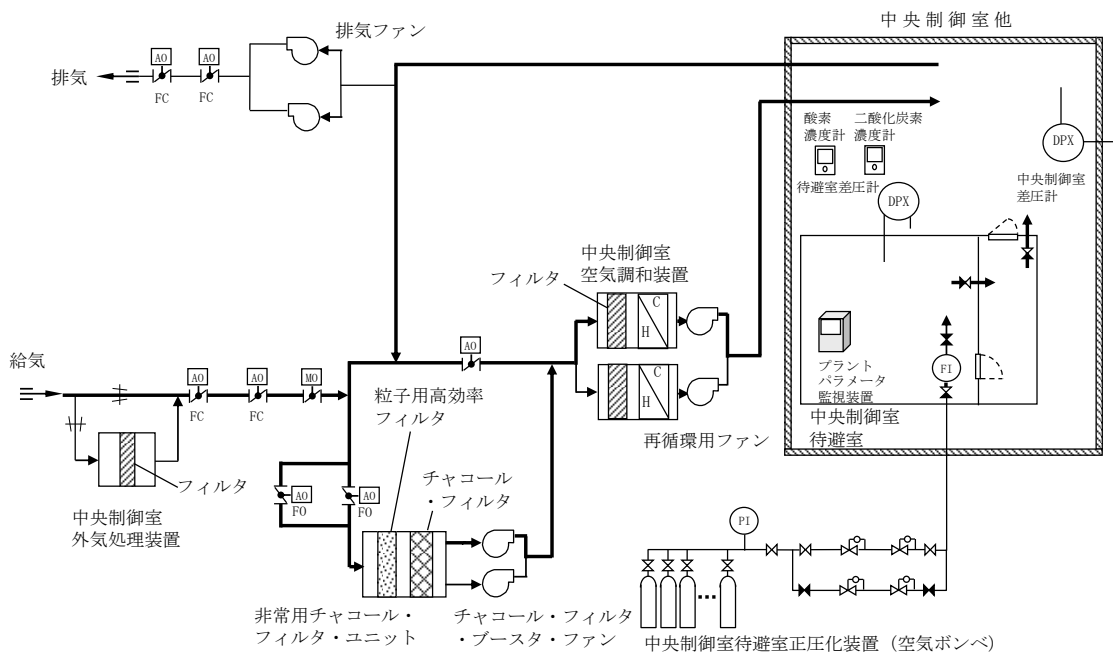 中央制御室他
排気ファン
AO
AO
排気
FC
FC
酸素
濃度計
二酸化炭素
濃度計
DPX
待避室差圧計
中央制御室
差圧計
DPX
中央制御室
空気調和装置
フィルタ
C
H
AO
C
H
FI
プラント
パラメータ
監視装置
給気
AO
AO
MO
FC
FC
粒子用高効率
フィルタ
中央制御室
待避室
再循環用ファン
フィルタ
チャコール
・フィルタ
AO
FO
AO
FO
中央制御室
外気処理装置
PI
非常用チャコール・
フィルタ・ユニット
チャコール・フィルタ
・ブースタ・ファン
中央制御室待避室正圧化装置（空気ボンベ）